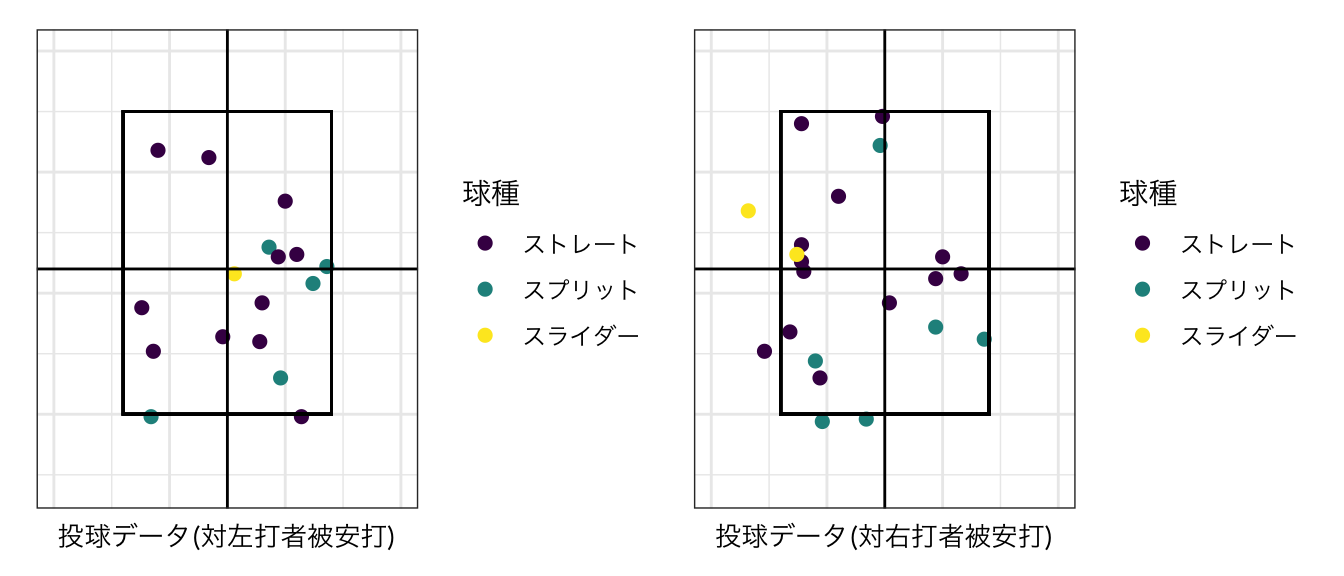 球種
ストレート
スプリット
スライダー
投球データ(対左打者被安打)
球種
ストレート
スプリット
スライダー
投球データ(対右打者被安打)